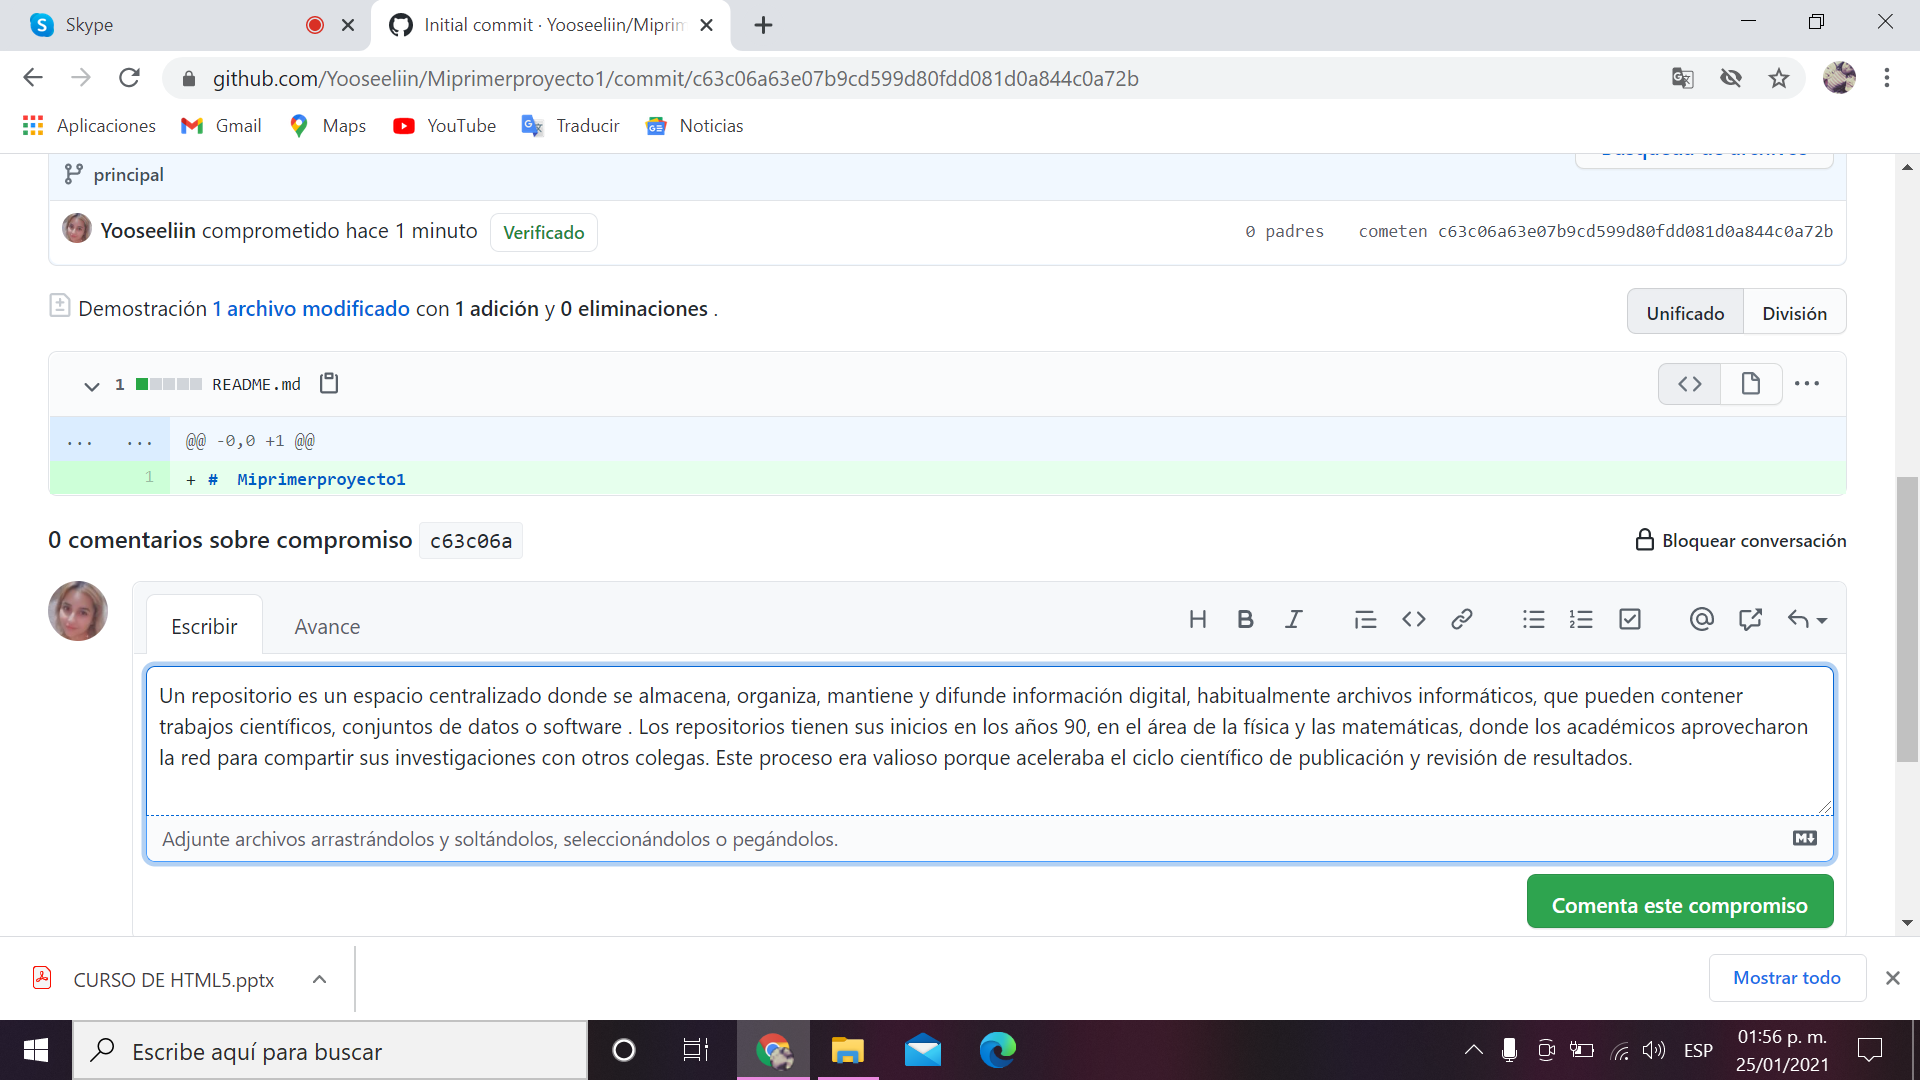 Skype
Initial commit · Yooseeliin/Miprim
github.com/Yooseeliin/Miprimerproyecto1/commit/c63c06a63e07b9cd599d80fdd081d0a844c0a72b
Aplicaciones Gmail Maps YouTube Traducir Noticias
principal
Yooseeliin comprometido hace 1 minuto Verificado 0 padres cometen c63c06a63e07b9cd599d80fdd081d0a844c0a72b
Demostración 1 archivo modificado con 1 adición y 0 eliminaciones . Unificado División
1 README.md
... ... @@ -0,0 +1 @@
1 + # Miprimerproyecto1
0 comentarios sobre compromiso c63c06a Bloquear conversación
Escribir Avance
Un repositorio es un espacio centralizado donde se almacena, organiza, mantiene y difunde información digital, habitualmente archivos informáticos, que pueden contener
trabajos científicos, conjuntos de datos o software . Los repositorios tienen sus inicios en los años 90, en el área de la física y las matemáticas, donde los académicos aprovecharon
la red para compartir sus investigaciones con otros colegas. Este proceso era valioso porque aceleraba el ciclo científico de publicación y revisión de resultados.
Adjunte archivos arrastrándolos y soltándolos, seleccionándolos o pegándolos.
Comenta este compromiso
CURSO DE HTML5.pptx Mostrar todo
Escribe aquí para buscar
ESP
01:56 p. m.
25/01/2021